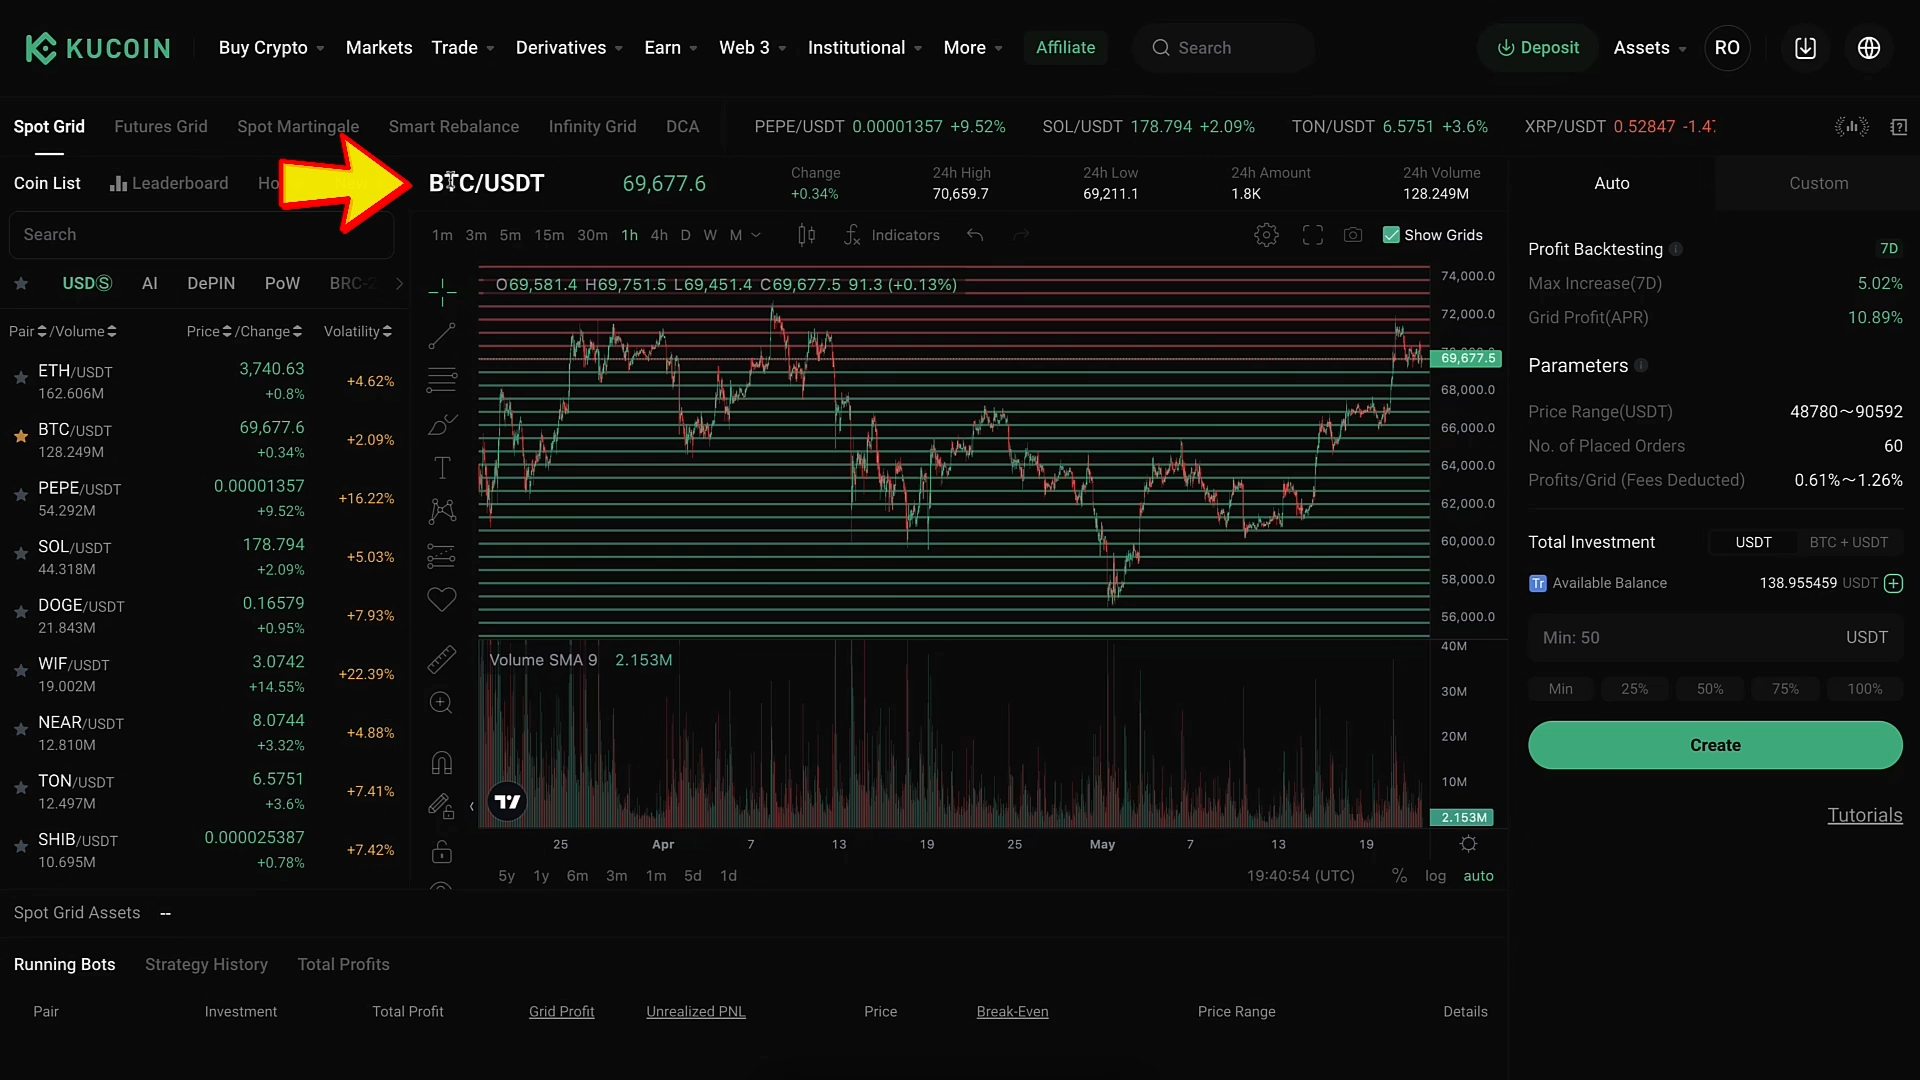 KUCOIN
Buy Crypto Markets Trade Derivatives Earn Web 3 Institutional More Affiliate Search Deposit Assets RO
Spot Grid Futures Grid Spot Martingale Smart Rebalance Infinity Grid DCA PEPE/USDT 0.00001357 +9.52% SOL/USDT 178.794 +2.09% TON/USDT 6.5751 +3.6% XRP/USDT 0.52847
Coin List Leaderboard
BTC/USDT 69,677.6
Change 24h High 24h Low 24h Amount 24h Volume
+0.34% 70,659.7 69,211.1 1.8K 128.249M
Auto Custom
Search
1m 3m 5m 15m 30m 1h 4h D W M Indicators Show Grids
USDS AI DePIN PoW
Pair/Volume Price/Change Volatility
ETH/USDT 3,740.63 +4.62%
162.606M +0.8%
BTC/USDT 69,677.6 +2.09%
128.249M +0.34%
PEPE/USDT 0.00001357 +16.22%
54.292M +9.52%
SOL/USDT 178.794 +5.03%
44.318M +2.09%
DOGE/USDT 0.16579 +7.93%
21.843M +0.95%
WIF/USDT 3.0742 +22.39%
19.002M +14.55%
NEAR/USDT 8.0744 +4.88%
12.810M +3.32%
TON/USDT 6.5751 +7.41%
12.497M +3.6%
SHIB/USDT 0.000025387 +7.42%
10.695M +0.78%
O69,581.4 H69,751.5 L69,451.4 C69,677.5 91.3 (+0.13%)
74,000.0
72,000.0
69,677.5
68,000.0
66,000.0
64,000.0
62,000.0
60,000.0
58,000.0
56,000.0
Volume SMA 9 2.153M
40M
30M
20M
10M
2.153M
25 Apr 7 13 19 25 May 7 13 19
5y 1y 6m 3m 1m 5d 1d 19:40:54 (UTC) % log auto
Profit Backtesting 7D
Max Increase(7D) 5.02%
Grid Profit(APR) 10.89%
Parameters
Price Range(USDT) 48780～90592
No. of Placed Orders 60
Profits/Grid (Fees Deducted) 0.61%～1.26%
Total Investment USDT BTC + USDT
Tr Available Balance 138.955459 USDT
Min: 50 USDT
Min 25% 50% 75% 100%
Create
Tutorials
Spot Grid Assets --
Running Bots Strategy History Total Profits
Pair Investment Total Profit Grid Profit Unrealized PNL Price Break-Even Price Range Details